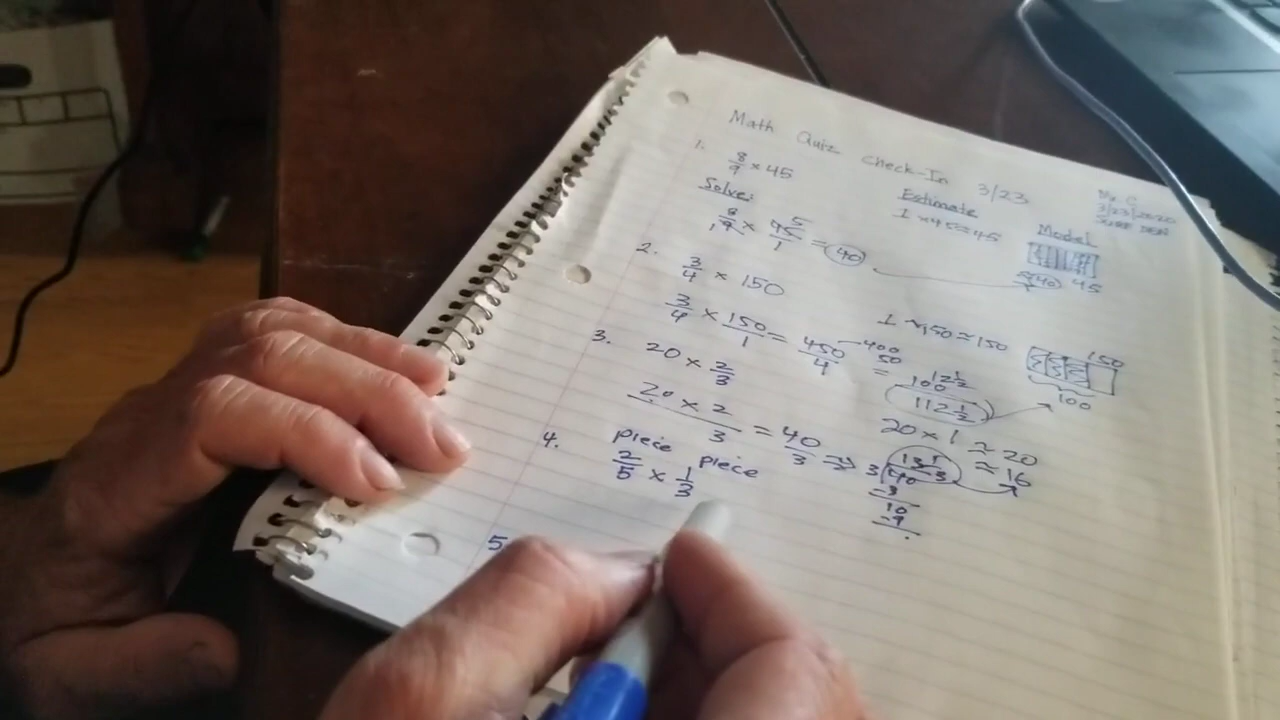 Math Quiz Check-In 3/23
Mr C
3/23/2020
1. 8/9 × 45
Solve:
Estimate
1 × 45 ≈ 45
Model
8/9 × 45/1 = 40
5
1
40 45
2. 3/4 × 150
1 × 150 ≈ 150
3/4 × 150/1 = 450/4
400
50
= 100 12 1/2
112 1/2
150
100
3. 20 × 2/3
20 × 1 ≈ 20
≈ 16
20 × 2 / 3 = 40/3 ⇒ 3
13 1/3
40
-3
10
-9
4. piece piece
2/5 × 1/3
5